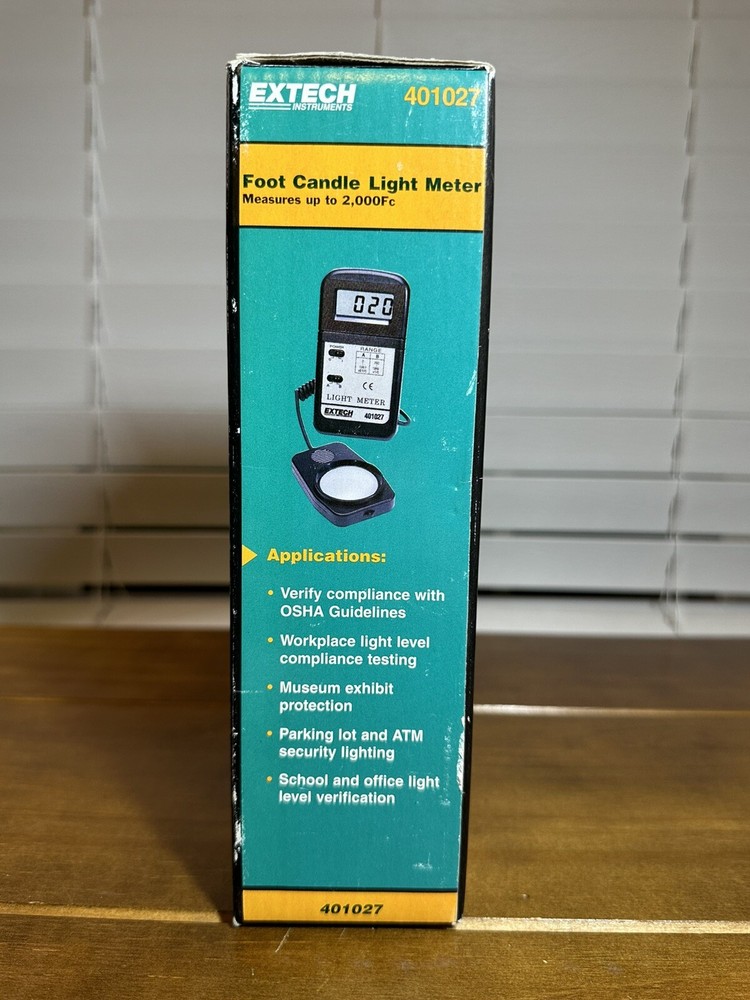 EXTECH
INSTRUMENTS
401027
Foot Candle Light Meter
Measures up to 2,000Fc
020
POWER
RANGE
A B
CE
A B
LIGHT METER
EXTECH 401027
Applications:
• Verify compliance with
OSHA Guidelines
• Workplace light level
compliance testing
• Museum exhibit
protection
• Parking lot and ATM
security lighting
• School and office light
level verification
401027